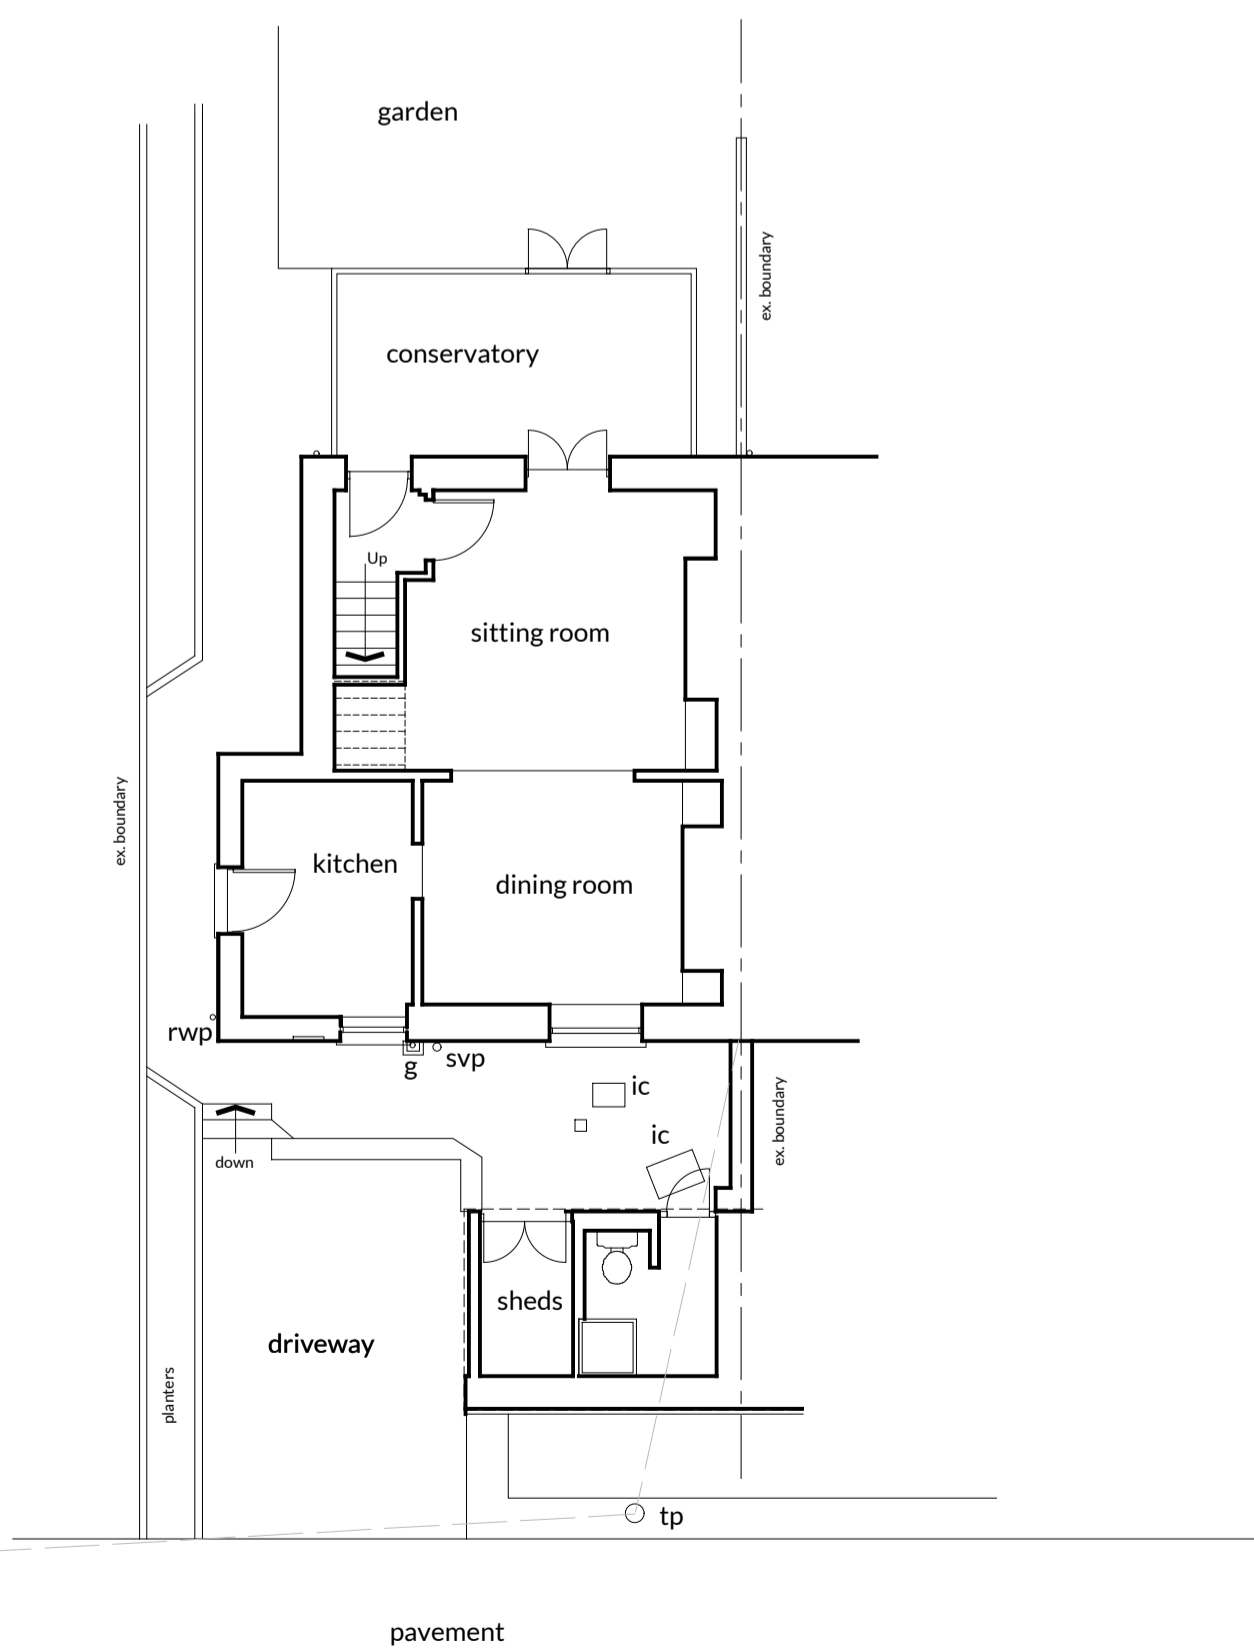 garden
ex. boundary
conservatory
Up
sitting room
ex. boundary
kitchen
dining room
rwp
g
svp
ic
ic
ex. boundary
down
sheds
driveway
planters
tp
pavement